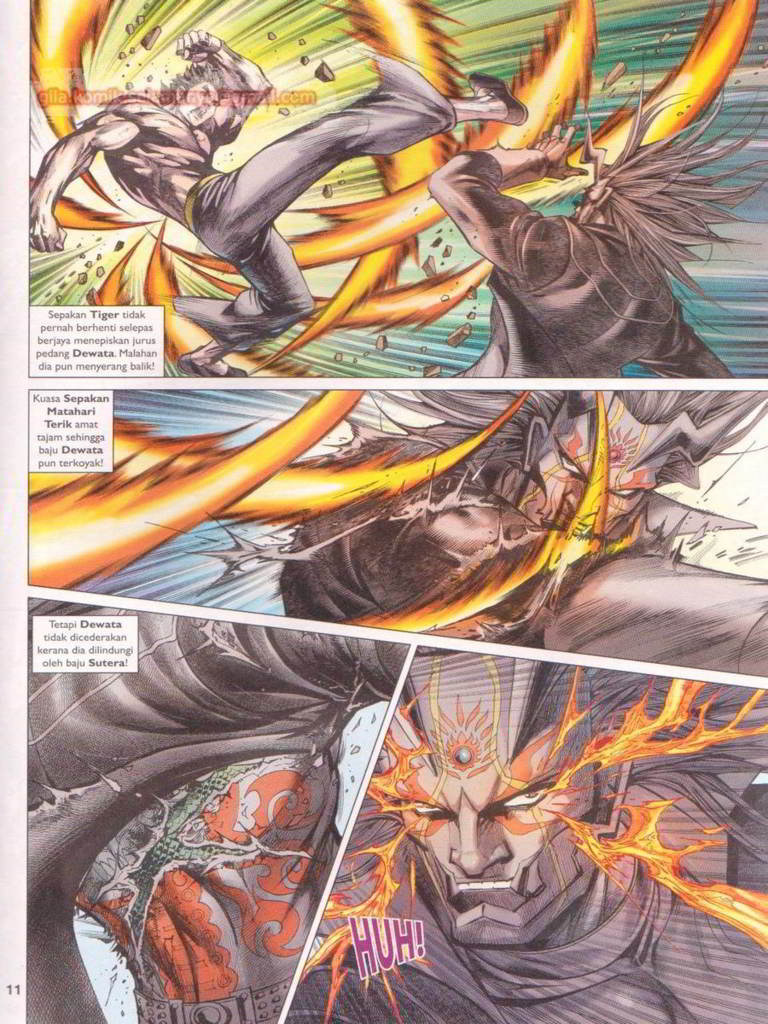 Sepakan Tiger tidak
pernah berhenti selepas
berjaya menepiskan jurus
pedang Dewata. Malahan
dia pun menyerang balik!
Kuasa Sepakan
Matahari
Terik amat
tajam sehingga
baju Dewata
pun terkoyak!
Tetapi Dewata
tidak dicederakan
kerana dia dilindungi
oleh baju Sutera!
HUH!
11